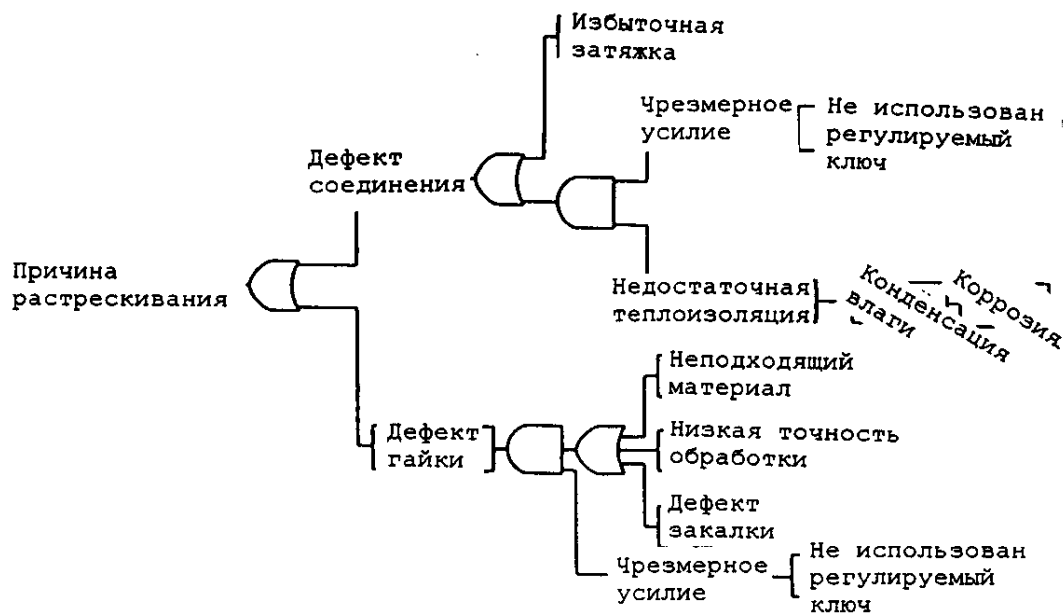 Избыточная
затяжка
Чрезмерное
усилие
Не использован
регулируемый
ключ
Дефект
соединения
Причина
растрескивания
Недостаточная
теплоизоляция
Коррозия
Конденсация
влаги
Неподходящий
материал
Дефект
гайки
Низкая точность
обработки
Дефект
закалки
Чрезмерное
усилие
Не использован
регулируемый
ключ